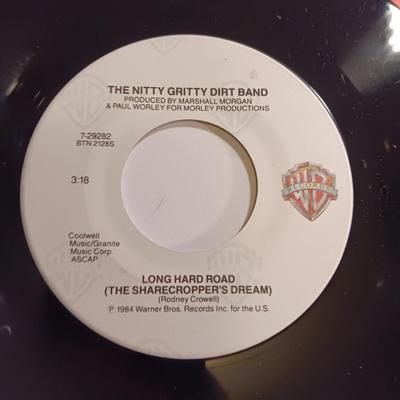 THE NITTY GRITTY DIRT BAND
PRODUCED BY MARSHALL MORGAN
& PAUL WORLEY FOR MORLEY PRODUCTIONS
7-29282
BTN 2128S
3:18
RECORDS
Coolwell
Music/Granite
Music Corp.
ASCAP
LONG HARD ROAD
(THE SHARECROPPER'S DREAM)
(Rodney Crowell)
℗ 1984 Warner Bros. Records Inc. for the U.S.